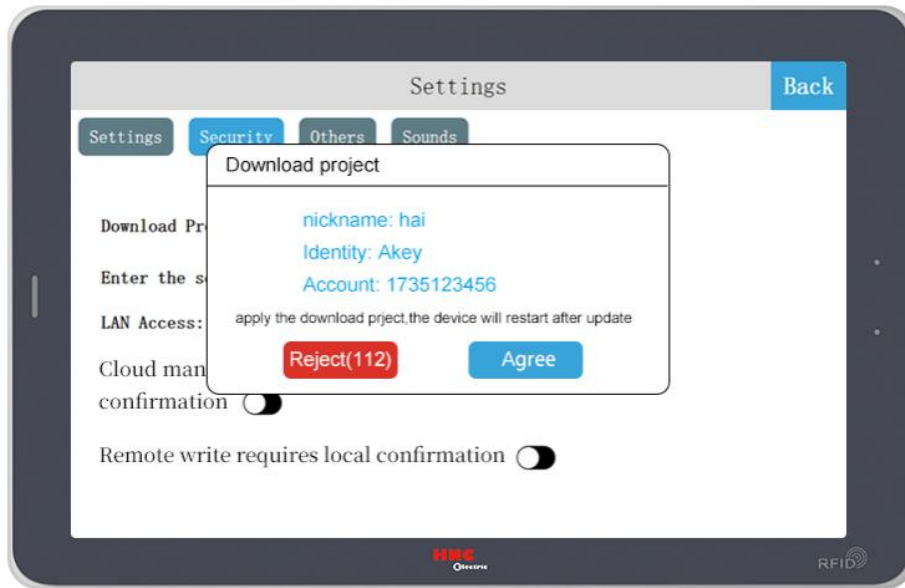 Settings
Back
Settings
Security
Others
Sounds
Download project
nickname: hai
Identity: Akey
Account: 1735123456
apply the download prject,the device will restart after update
Reject(112)
Agree
Download Pr
Enter the s
LAN Access:
Cloud man
confirmation
Remote write requires local confirmation
HNC
Electric
RFID